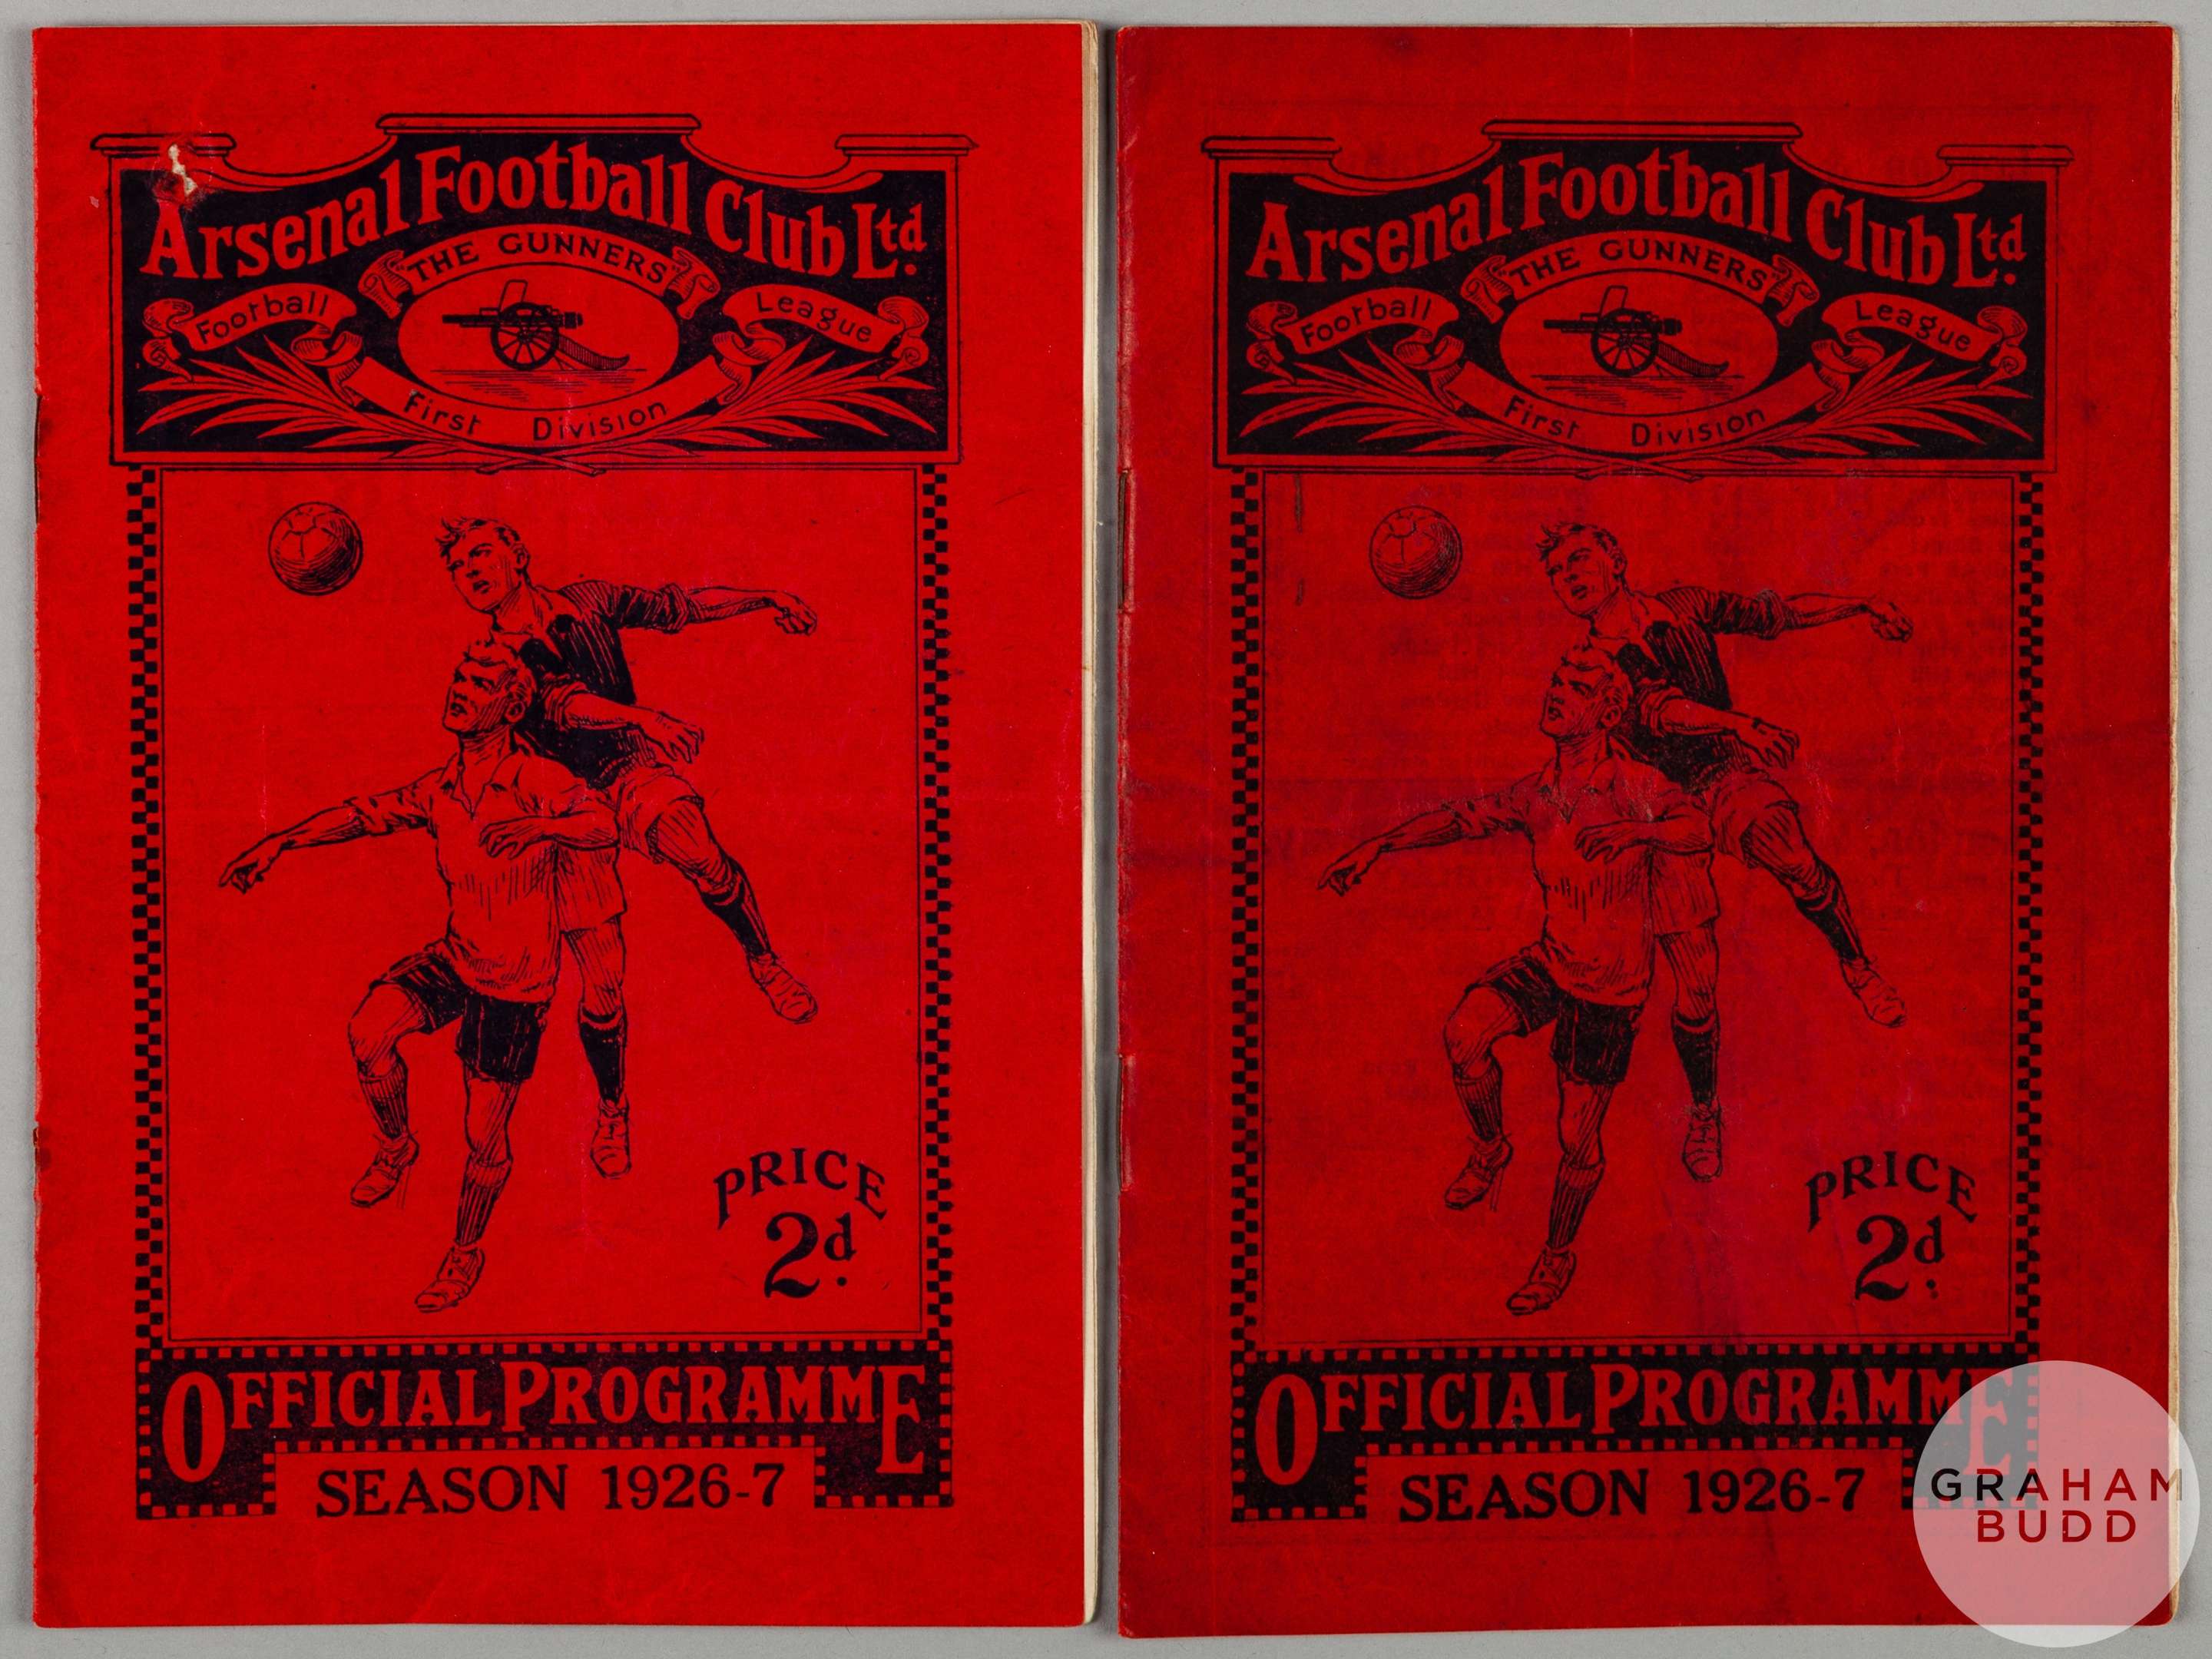 Arsenal Football Club Ltd.
"THE GUNNERS"
Football League
First Division
PRICE
2d.
OFFICIAL PROGRAMME
SEASON 1926-7
Arsenal Football Club Ltd.
"THE GUNNERS"
Football League
First Division
PRICE
2d.
OFFICIAL PROGRAMME
SEASON 1926-7
GRAHAM
BUDD